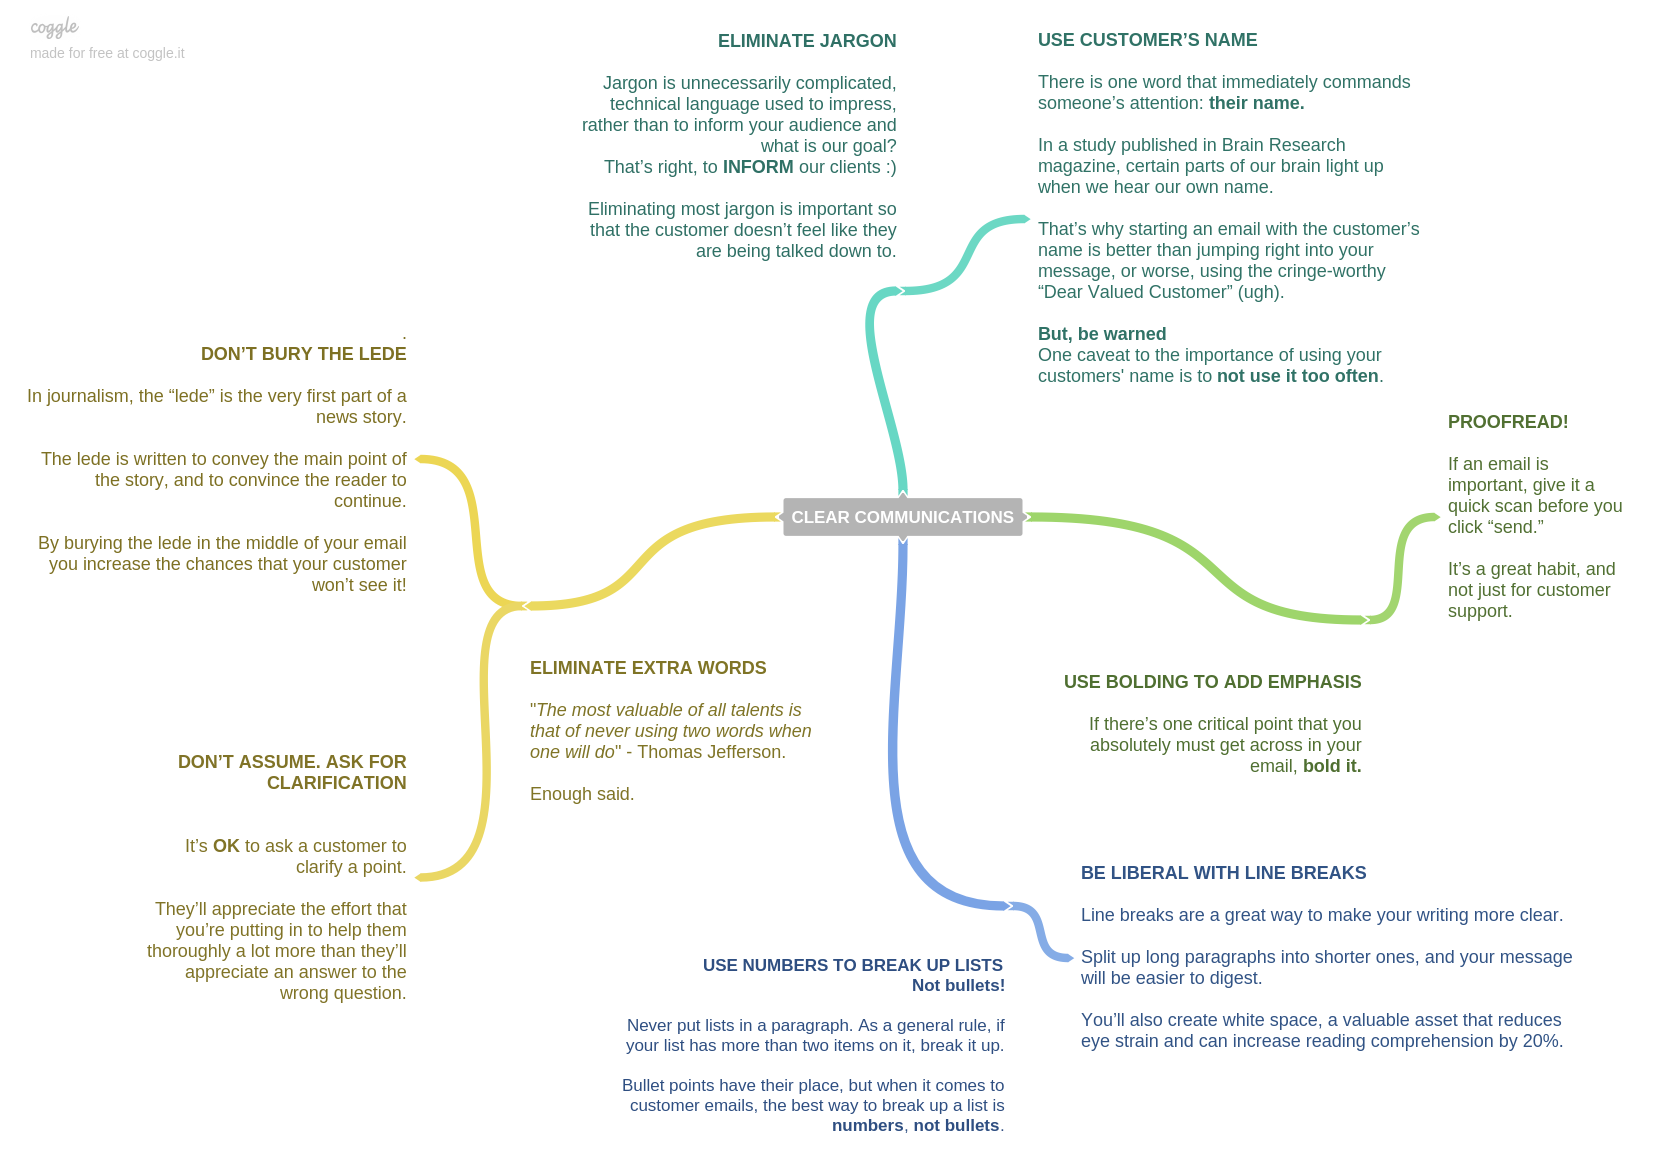 coggle
made for free at coggle.it
ELIMINATE JARGON
Jargon is unnecessarily complicated,
technical language used to impress,
rather than to inform your audience and
what is our goal?
That’s right, to INFORM our clients :)
Eliminating most jargon is important so
that the customer doesn’t feel like they
are being talked down to.
USE CUSTOMER’S NAME
There is one word that immediately commands
someone’s attention: their name.
In a study published in Brain Research
magazine, certain parts of our brain light up
when we hear our own name.
That’s why starting an email with the customer’s
name is better than jumping right into your
message, or worse, using the cringe-worthy
“Dear Valued Customer” (ugh).
But, be warned
One caveat to the importance of using your
customers' name is to not use it too often.
.
DON’T BURY THE LEDE
In journalism, the “lede” is the very first part of a
news story.
The lede is written to convey the main point of
the story, and to convince the reader to
continue.
By burying the lede in the middle of your email
you increase the chances that your customer
won’t see it!
CLEAR COMMUNICATIONS
PROOFREAD!
If an email is
important, give it a
quick scan before you
click “send.”
It’s a great habit, and
not just for customer
support.
ELIMINATE EXTRA WORDS
"The most valuable of all talents is
that of never using two words when
one will do" - Thomas Jefferson.
Enough said.
USE BOLDING TO ADD EMPHASIS
If there’s one critical point that you
absolutely must get across in your
email, bold it.
DON’T ASSUME. ASK FOR
CLARIFICATION
It’s OK to ask a customer to
clarify a point.
They’ll appreciate the effort that
you’re putting in to help them
thoroughly a lot more than they’ll
appreciate an answer to the
wrong question.
BE LIBERAL WITH LINE BREAKS
Line breaks are a great way to make your writing more clear.
Split up long paragraphs into shorter ones, and your message
will be easier to digest.
You’ll also create white space, a valuable asset that reduces
eye strain and can increase reading comprehension by 20%.
USE NUMBERS TO BREAK UP LISTS
Not bullets!
Never put lists in a paragraph. As a general rule, if
your list has more than two items on it, break it up.
Bullet points have their place, but when it comes to
customer emails, the best way to break up a list is
numbers, not bullets.